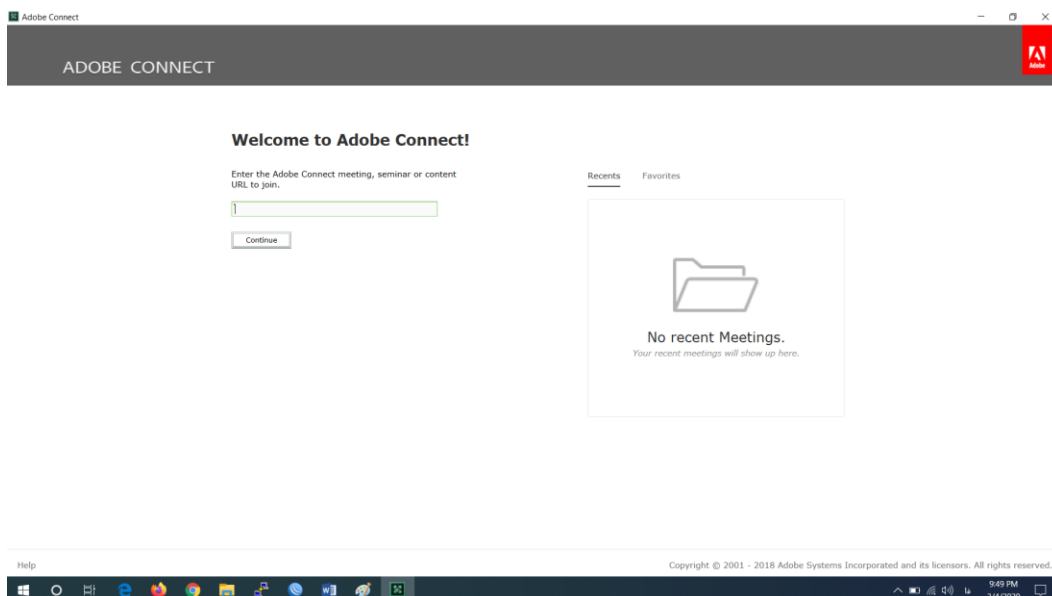 Adobe Connect
ADOBE CONNECT
Adobe
Welcome to Adobe Connect!
Enter the Adobe Connect meeting, seminar or content
URL to join.
Continue
Recents
Favorites
No recent Meetings.
Your recent meetings will show up here.
Help
Copyright © 2001 - 2018 Adobe Systems Incorporated and its licensors. All rights reserved.
9:49 PM